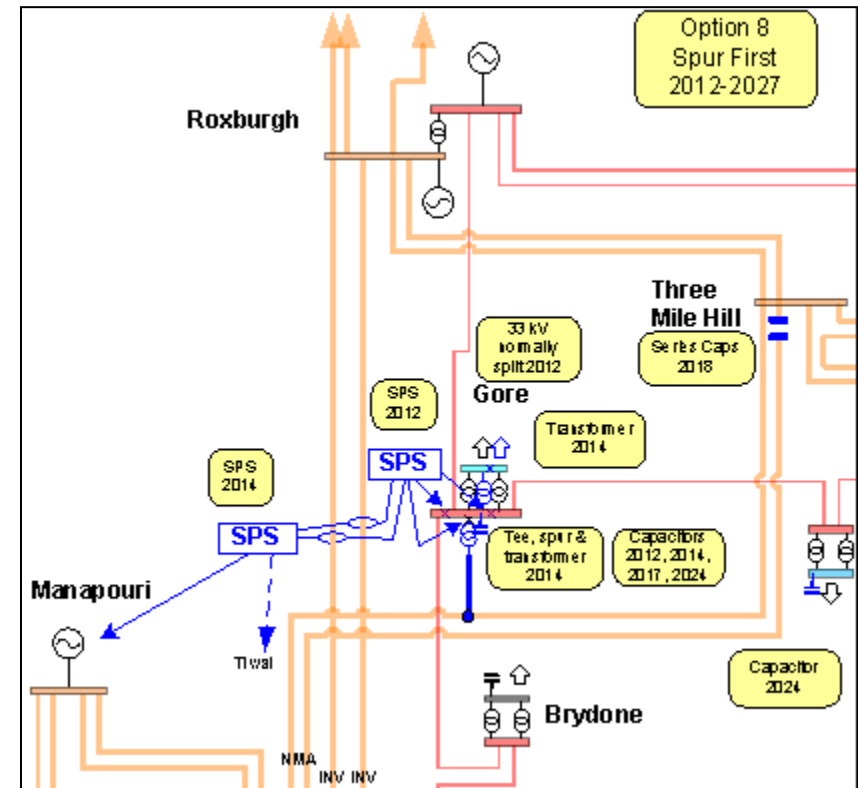 Option 8
Spur First
2012-2027
Roxburgh
Three
Mile Hill
33 kV
normally
split 2012
Series Caps
2018
Gore
SPS
2012
Transformer
2014
SPS
SPS
2014
SPS
Tee, spur &
transformer
2014
Capacitors
2012, 2014,
2017, 2024
Manapouri
Tiwai
Capacitor
2024
Brydone
NMA
INV INV